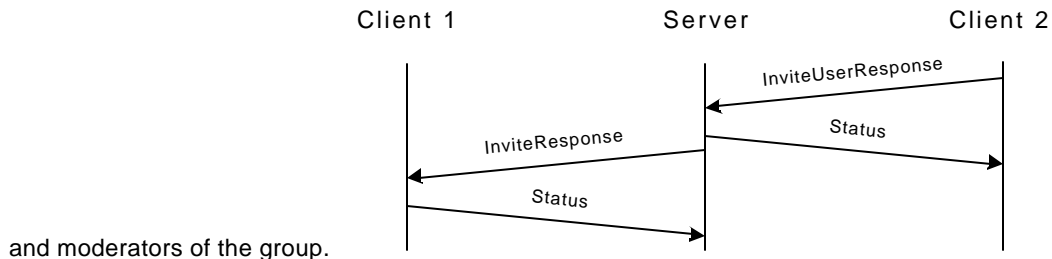 Client 1 Server Client 2
InviteUserResponse
Status
InviteResponse
Status
and moderators of the group.